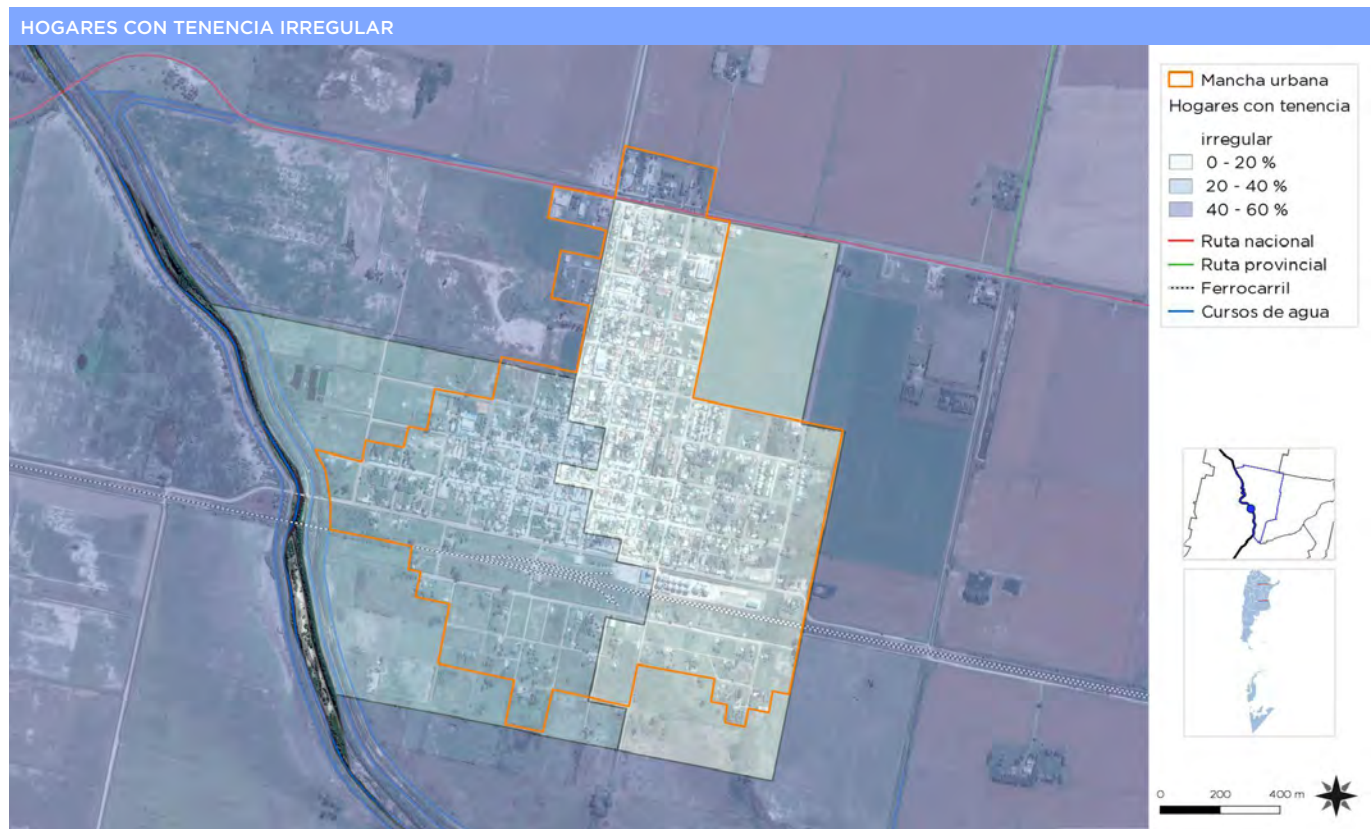 HOGARES CON TENENCIA IRREGULAR
Mancha urbana
Hogares con tenencia
irregular
0 - 20 %
20 - 40 %
40 - 60 %
Ruta nacional
Ruta provincial
Ferrocarril
Cursos de agua
0 200 400 m